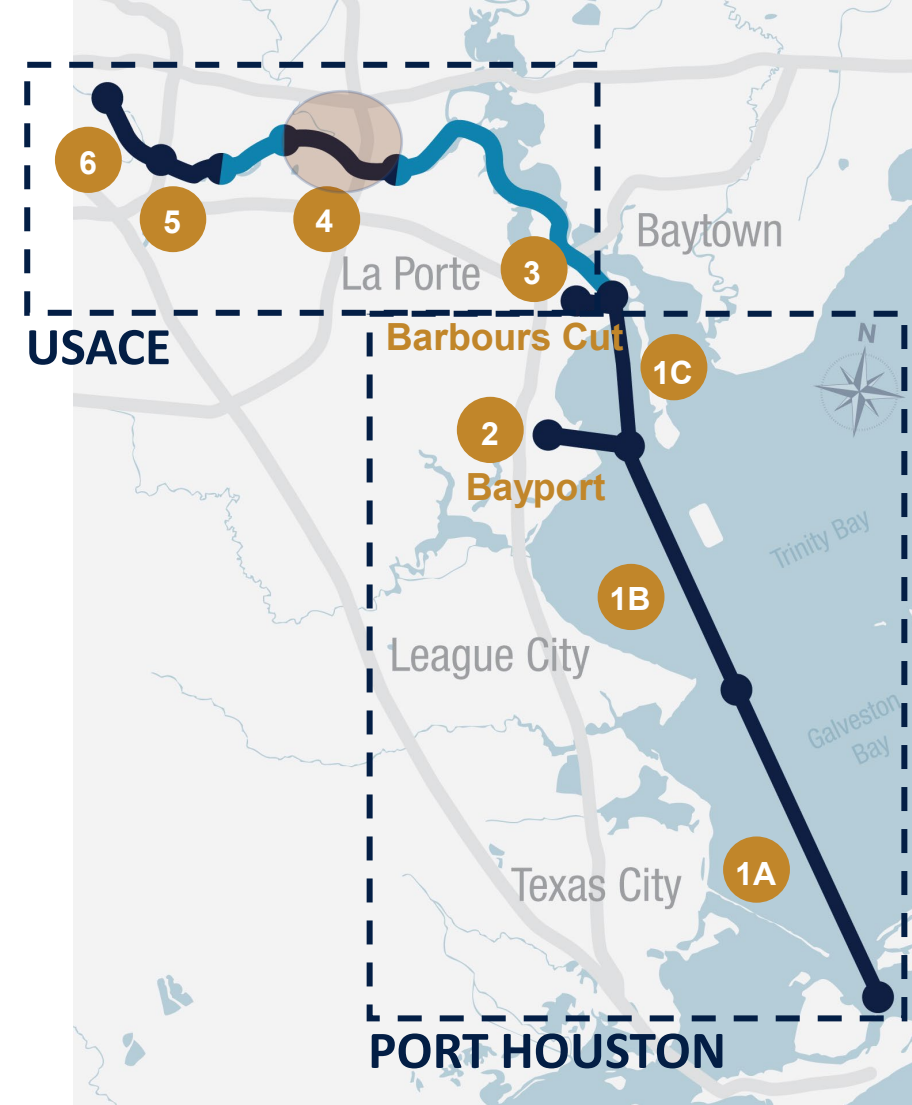 6
5
4
3
Baytown
La Porte
USACE
Barbours Cut
N
1C
2
Bayport
Trinity Bay
1B
League City
Galveston
Bay
1A
Texas City
PORT HOUSTON